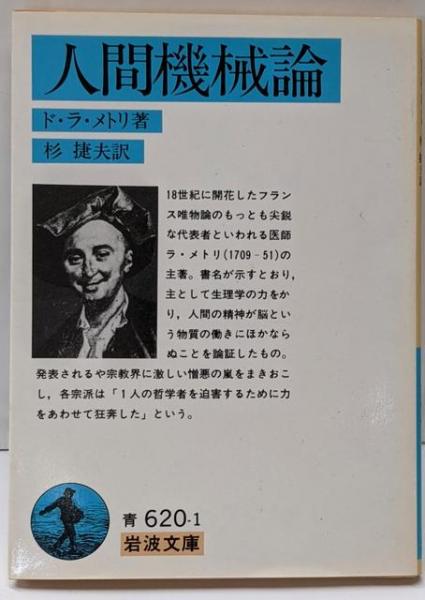 人間機械論
ド・ラ・メトリ著
杉 捷夫訳
18世紀に開花したフラン
ス唯物論のもっとも尖鋭
な代表者といわれる医師
ラ・メトリ(1709‐51)の
主著。書名が示すとおり，
主として生理学の力をか
り，人間の精神が脳とい
う物質の働きにほかなら
ぬことを論証したもの。
発表されるや宗教界に激しい憎悪の嵐をまきおこ
し，各宗派は「1人の哲学者を迫害するために力
をあわせて狂奔した」という。
青 620-1
岩波文庫